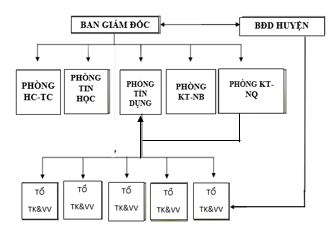 BAN GIÁM ĐỐC
BĐD HUYỆN
PHÒNG
HC-TC
PHÒNG
TIN
HỌC
PHÒNG
TÍN
DỤNG
PHÒNG
KT-NB
PHÒNG KT-
NQ
TỔ
TK&VV
TỔ
TK&VV
TỔ
TK&VV
TỔ
TK&VV
TỔ
TK&VV